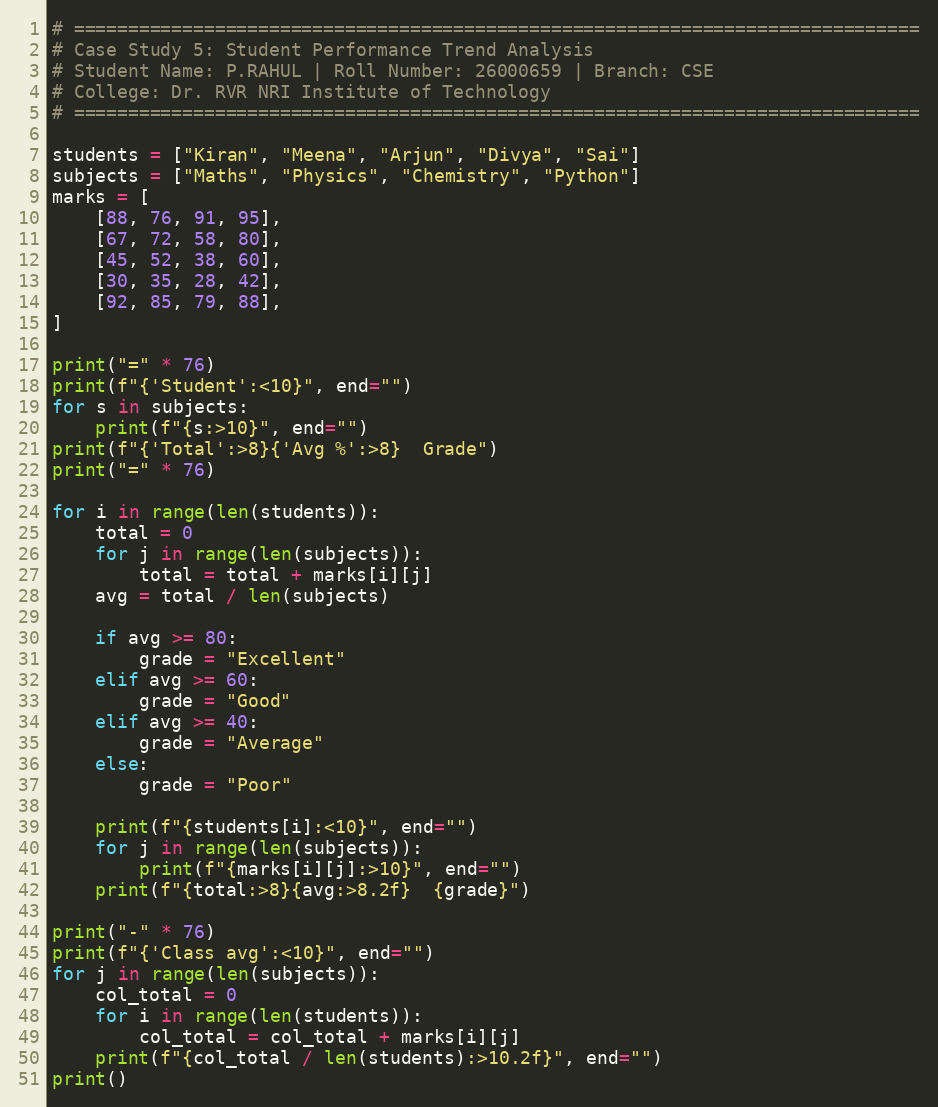 1 # ==============================================================================
2 # Case Study 5: Student Performance Trend Analysis
3 # Student Name: P.RAHUL | Roll Number: 26000659 | Branch: CSE
4 # College: Dr. RVR NRI Institute of Technology
5 # ==============================================================================
6
7 students = ["Kiran", "Meena", "Arjun", "Divya", "Sai"]
8 subjects = ["Maths", "Physics", "Chemistry", "Python"]
9 marks = [
10     [88, 76, 91, 95],
11     [67, 72, 58, 80],
12     [45, 52, 38, 60],
13     [30, 35, 28, 42],
14     [92, 85, 79, 88],
15 ]
16
17 print("=" * 76)
18 print(f"{'Student':<10}", end="")
19 for s in subjects:
20     print(f"{s:>10}", end="")
21 print(f"{'Total':>8}{'Avg %':>8}  Grade")
22 print("=" * 76)
23
24 for i in range(len(students)):
25     total = 0
26     for j in range(len(subjects)):
27         total = total + marks[i][j]
28     avg = total / len(subjects)
29
30     if avg >= 80:
31         grade = "Excellent"
32     elif avg >= 60:
33         grade = "Good"
34     elif avg >= 40:
35         grade = "Average"
36     else:
37         grade = "Poor"
38
39     print(f"{students[i]:<10}", end="")
40     for j in range(len(subjects)):
41         print(f"{marks[i][j]:>10}", end="")
42     print(f"{total:>8}{avg:>8.2f}  {grade}")
43
44 print("-" * 76)
45 print(f"{'Class avg':<10}", end="")
46 for j in range(len(subjects)):
47     col_total = 0
48     for i in range(len(students)):
49         col_total = col_total + marks[i][j]
50     print(f"{col_total / len(students):>10.2f}", end="")
51 print()